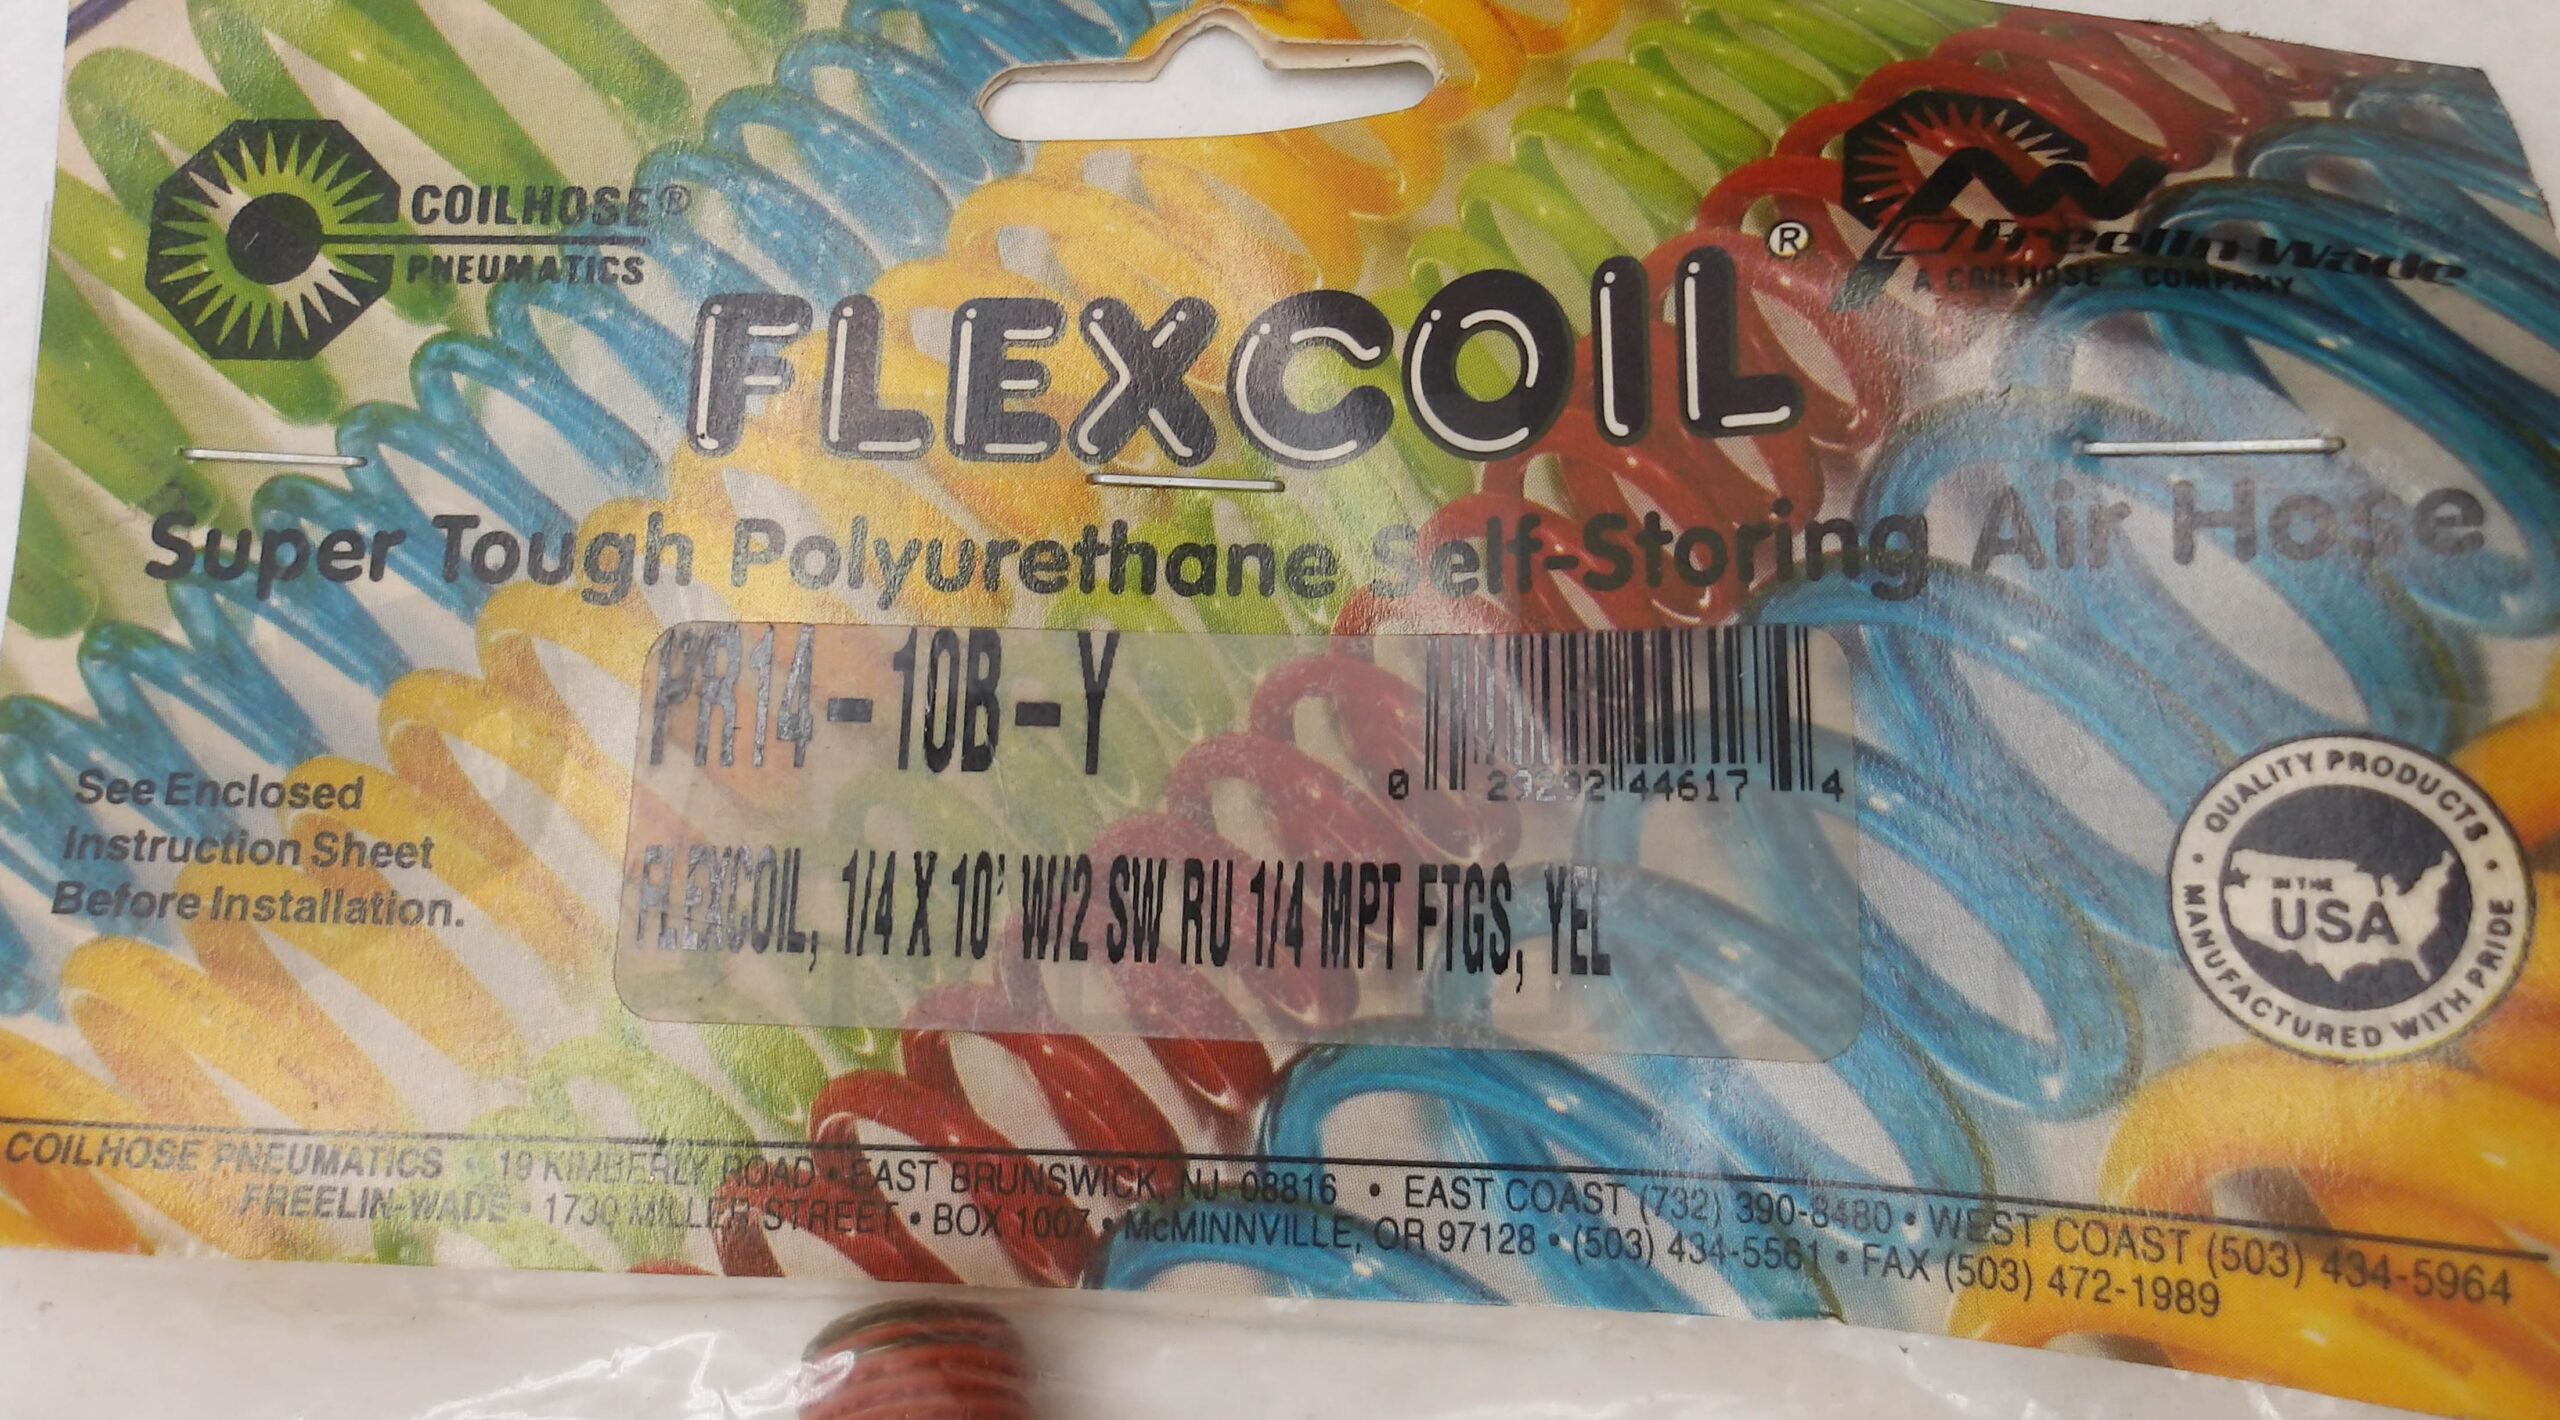 COILHOSE®
PNEUMATICS
Freelin-Wade
A COILHOSE COMPANY
FLEXCOIL®
Super Tough Polyurethane Self-Storing Air Hose
PR14-10B-Y
0 29292 44617 4
FLEXCOIL, 1/4 X 10' W/2 SW RU 1/4 MPT FTGS, YEL
See Enclosed
Instruction Sheet
Before Installation.
• QUALITY PRODUCTS •
IN THE
USA
MANUFACTURED WITH PRIDE
COILHOSE PNEUMATICS • 19 KIMBERLY ROAD • EAST BRUNSWICK, NJ 08816 • EAST COAST (732) 390-8480 • WEST COAST (503) 434-5964
FREELIN-WADE • 1730 MILLER STREET • BOX 1007 • McMINNVILLE, OR 97128 • (503) 434-5561 • FAX (503) 472-1989